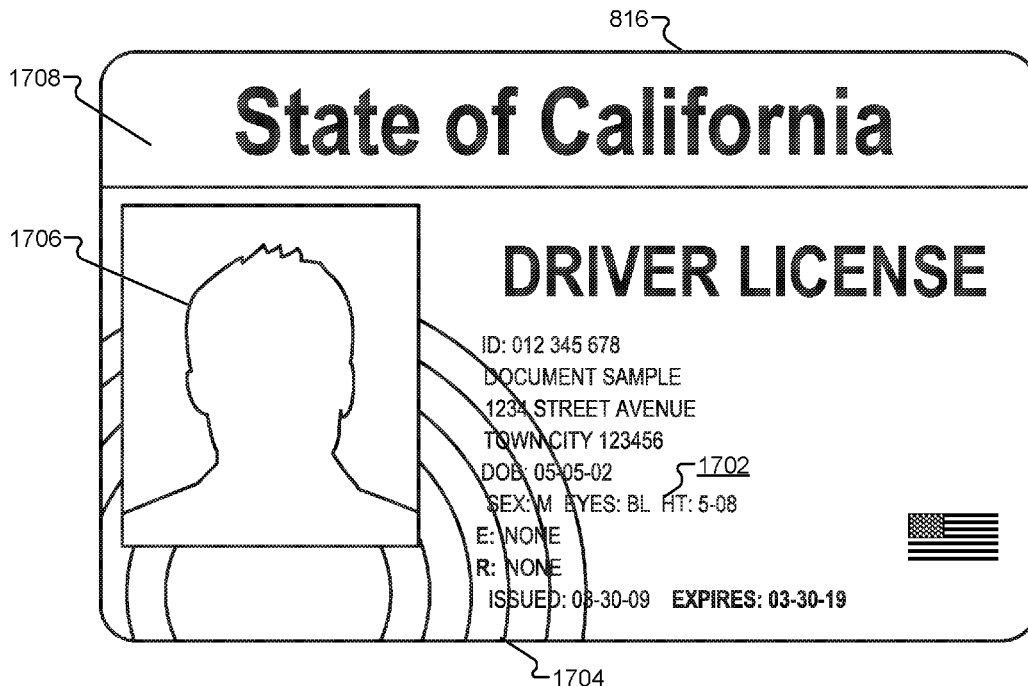 816
1708
State of California
1706
DRIVER LICENSE
ID: 012 345 678
DOCUMENT SAMPLE
1234 STREET AVENUE
TOWN CITY 123456
DOB: 05-05-02
1702
SEX: M EYES: BL HT: 5-08
E: NONE
R: NONE
ISSUED: 03-30-09 EXPIRES: 03-30-19
1704